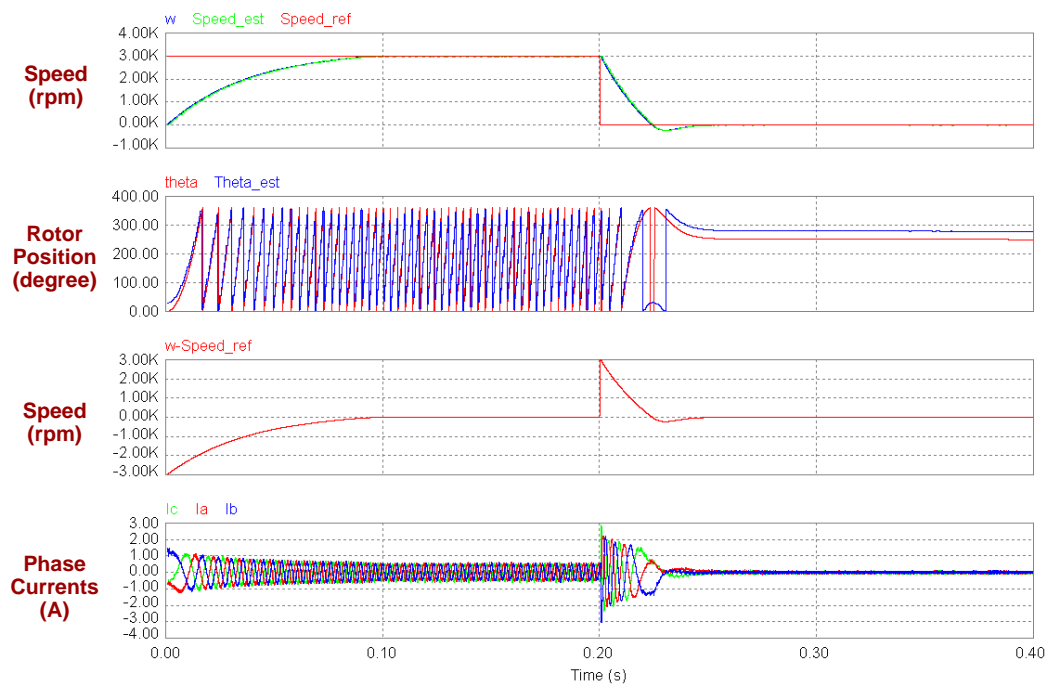 w Speed_est Speed_ref
Speed
(rpm)
4.00K
3.00K
2.00K
1.00K
0.00K
-1.00K
theta Theta_est
Rotor
Position
(degree)
400.00
300.00
200.00
100.00
0.00
w-Speed_ref
Speed
(rpm)
3.00K
2.00K
1.00K
0.00K
-1.00K
-2.00K
-3.00K
Ic Ia Ib
Phase
Currents
(A)
3.00
2.00
1.00
0.00
-1.00
-2.00
-3.00
-4.00
0.00 0.10 0.20 0.30 0.40
Time (s)